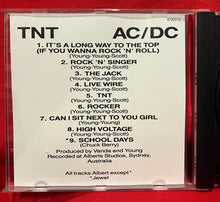 4770212
TNT AC/DC
1. IT'S A LONG WAY TO THE TOP
(IF YOU WANNA ROCK 'N' ROLL)
(Young-Young-Scott)
2. ROCK 'N' SINGER
(Young-Young-Scott)
3. THE JACK
(Young-Young-Scott)
4. LIVE WIRE
(Young-Young-Scott)
5. TNT
(Young-Young-Scott)
6. ROCKER
(Young-Young-Scott)
7. CAN I SIT NEXT TO YOU GIRL
(Young-Young)
8. HIGH VOLTAGE
(Young-Young-Scott)
*9. SCHOOL DAYS
(Chuck Berry)
Produced by Vanda and Young
Recorded at Alberts Studios, Sydney,
Australia
All tracks Albert except*
*Jewel